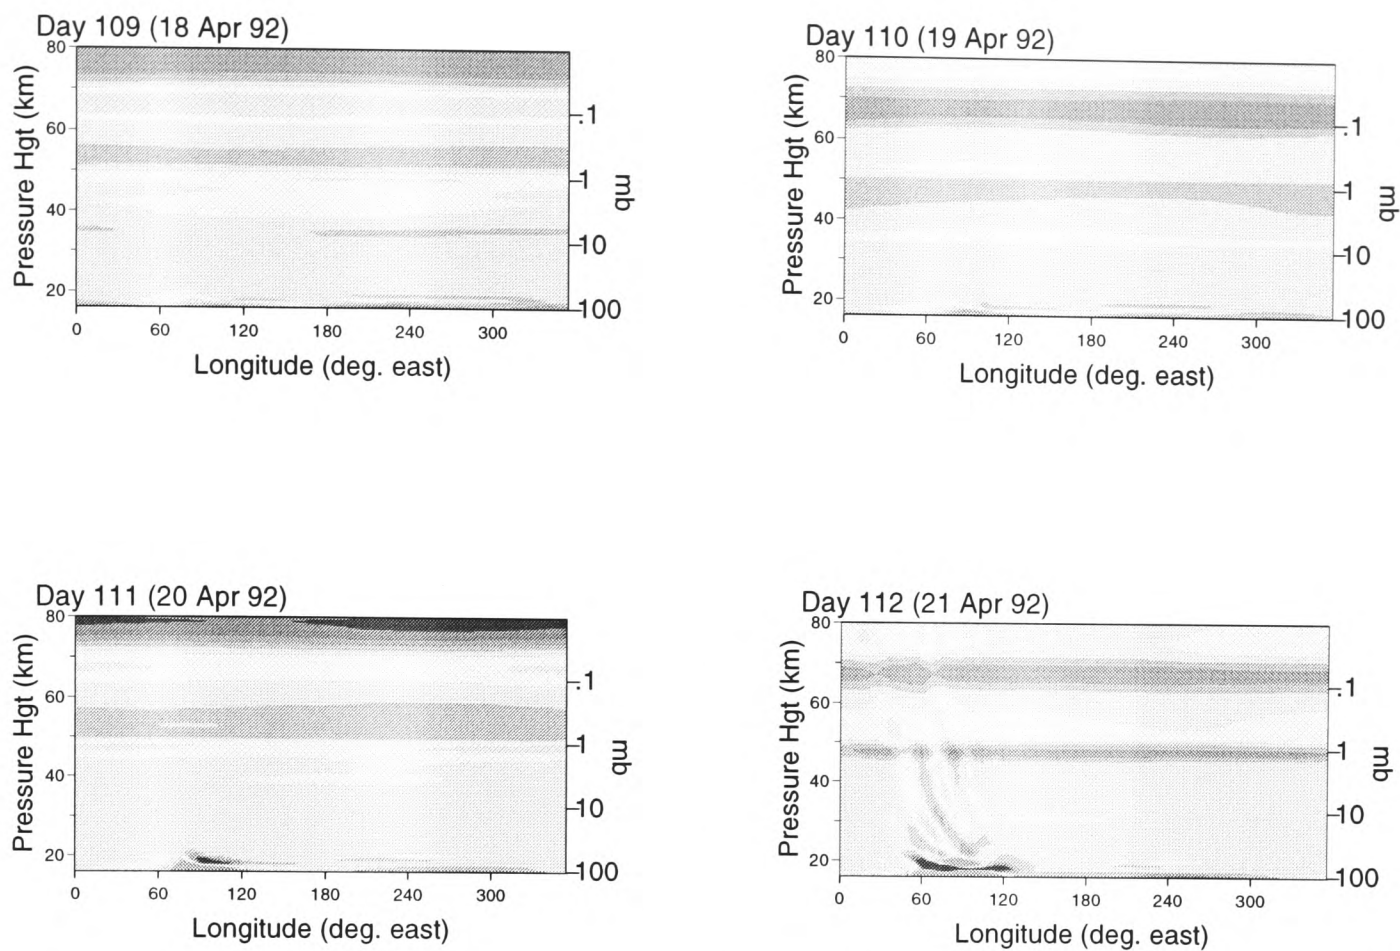 Day 109 (18 Apr 92)
80
60
40
20
Pressure Hgt (km)
.1
1
10
100
mb
0 60 120 180 240 300
Longitude (deg. east)
Day 110 (19 Apr 92)
80
60
40
20
Pressure Hgt (km)
.1
1
10
100
mb
0 60 120 180 240 300
Longitude (deg. east)
Day 111 (20 Apr 92)
80
60
40
20
Pressure Hgt (km)
.1
1
10
100
mb
0 60 120 180 240 300
Longitude (deg. east)
Day 112 (21 Apr 92)
80
60
40
20
Pressure Hgt (km)
.1
1
10
100
mb
0 60 120 180 240 300
Longitude (deg. east)